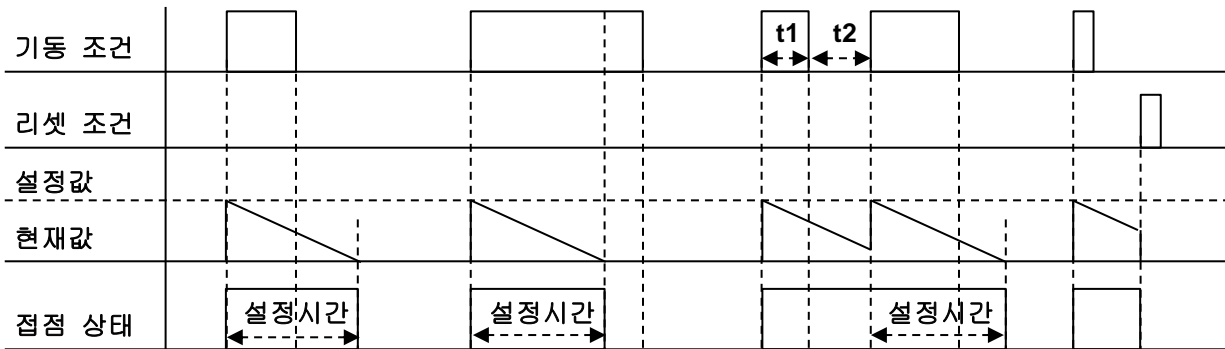 기동 조건
t1 t2
리셋 조건
설정값
현재값
접점 상태
설정시간 설정시간 설정시간